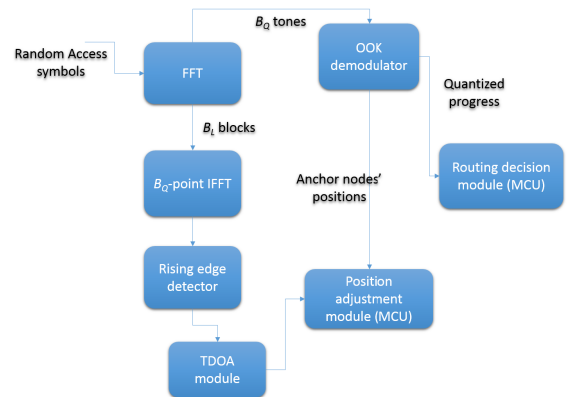 B_Q tones
Random Access
symbols
FFT
OOK
demodulator
Quantized
progress
B_L blocks
B_Q-point IFFT
Anchor nodes'
positions
Routing decision
module (MCU)
Rising edge
detector
Position
adjustment
module (MCU)
TDOA
module